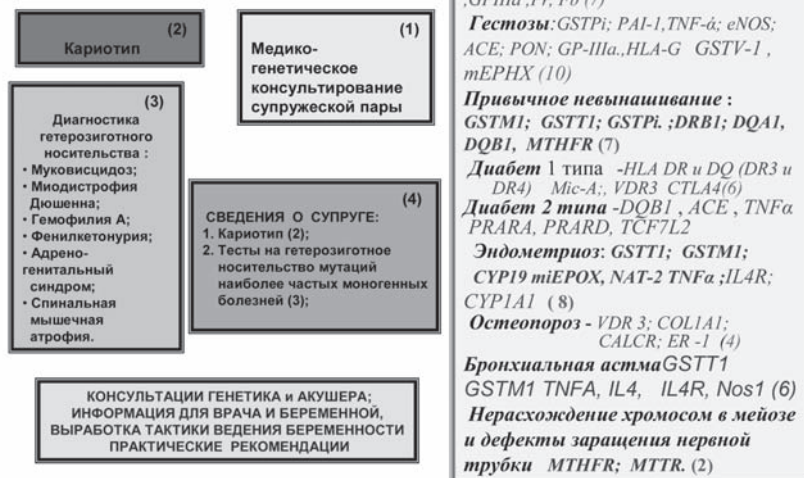 (2)
Кариотип
(1)
Медико-
генетическое
консультирование
супружеской пары
(3)
Диагностика
гетерозиготного
носительства :
• Муковисцидоз;
• Миодистрофия
Дюшенна;
• Гемофилия А;
• Фенилкетонурия;
• Адрено-
генитальный
синдром;
• Спинальная
мышечная
атрофия.
(4)
СВЕДЕНИЯ О СУПРУГЕ:
1. Кариотип (2);
2. Тесты на гетерозиготное
носительство мутаций
наиболее частых моногенных
болезней (3);
КОНСУЛЬТАЦИИ ГЕНЕТИКА и АКУШЕРА;
ИНФОРМАЦИЯ ДЛЯ ВРАЧА И БЕРЕМЕННОЙ,
ВЫРАБОТКА ТАКТИКИ ВЕДЕНИЯ БЕРЕМЕННОСТИ
ПРАКТИЧЕСКИЕ РЕКОМЕНДАЦИИ
Гестозы:GSTPi; PAI-1,TNF-ά; eNOS;
ACE; PON; GP-IIIa.,HLA-G GSTV-1 ,
mEPHX (10)
Привычное невынашивание :
GSTM1; GSTT1; GSTPi. ;DRB1; DQA1,
DQB1, MTHFR (7)
Диабет 1 типа -HLA DR и DQ (DR3 и
DR4) Mic-A;, VDR3 CTLA4(6)
Диабет 2 типа -DQB1 , ACE , TNFα
PRARA, PRARD, TCF7L2
Эндометриоз: GSTT1; GSTM1;
CYP19 miEPOX, NAT-2 TNFα ;IL4R;
CYP1A1 ( 8)
Остеопороз - VDR 3; COL1A1;
CALCR; ER -1 (4)
Бронхиальная астмаGSTT1
GSTM1 TNFA, IL4, IL4R, Nos1 (6)
Нерасхождение хромосом в мейозе
и дефекты заращения нервной
трубки MTHFR; MTTR. (2)